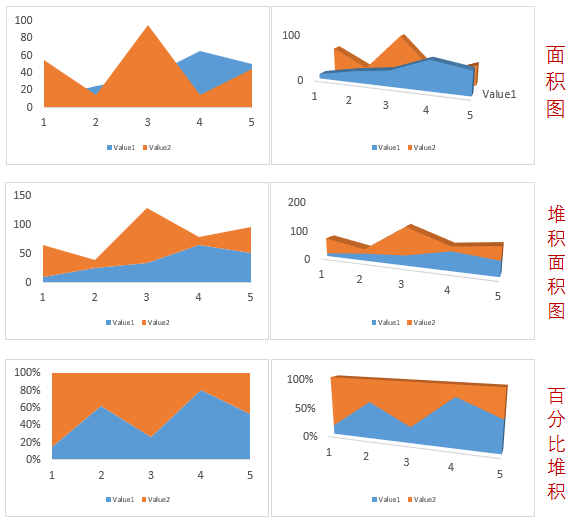 100
80
60
40
20
0
1 2 3 4 5
Value1 Value2
100
0
1 2 3 4 5
Value1
Value1 Value2
面积图
150
100
50
0
1 2 3 4 5
Value1 Value2
200
100
0
1 2 3 4 5
Value1 Value2
堆积面积图
100%
80%
60%
40%
20%
0%
1 2 3 4 5
Value1 Value2
100%
50%
0%
1 2 3 4 5
Value1 Value2
百分比堆积